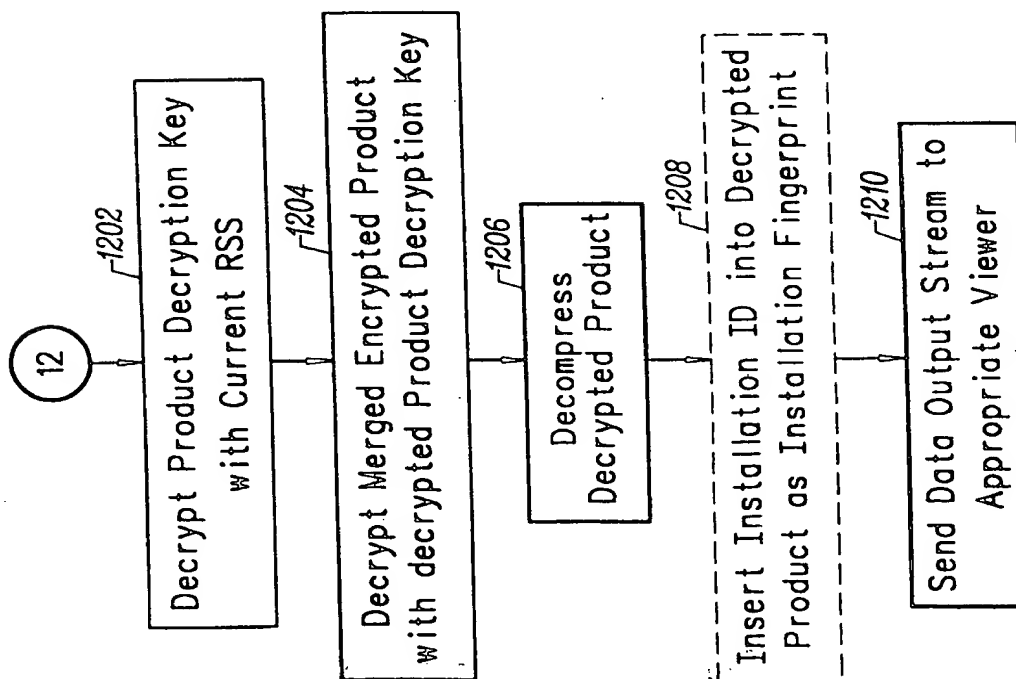 12
1202
Decrypt Product Decryption Key
with Current RSS
1204
Decrypt Merged Encrypted Product
with decrypted Product Decryption Key
1206
Decompress
Decrypted Product
1208
Insert Installation ID into Decrypted
Product as Installation Fingerprint
1210
Send Data Output Stream to
Appropriate Viewer